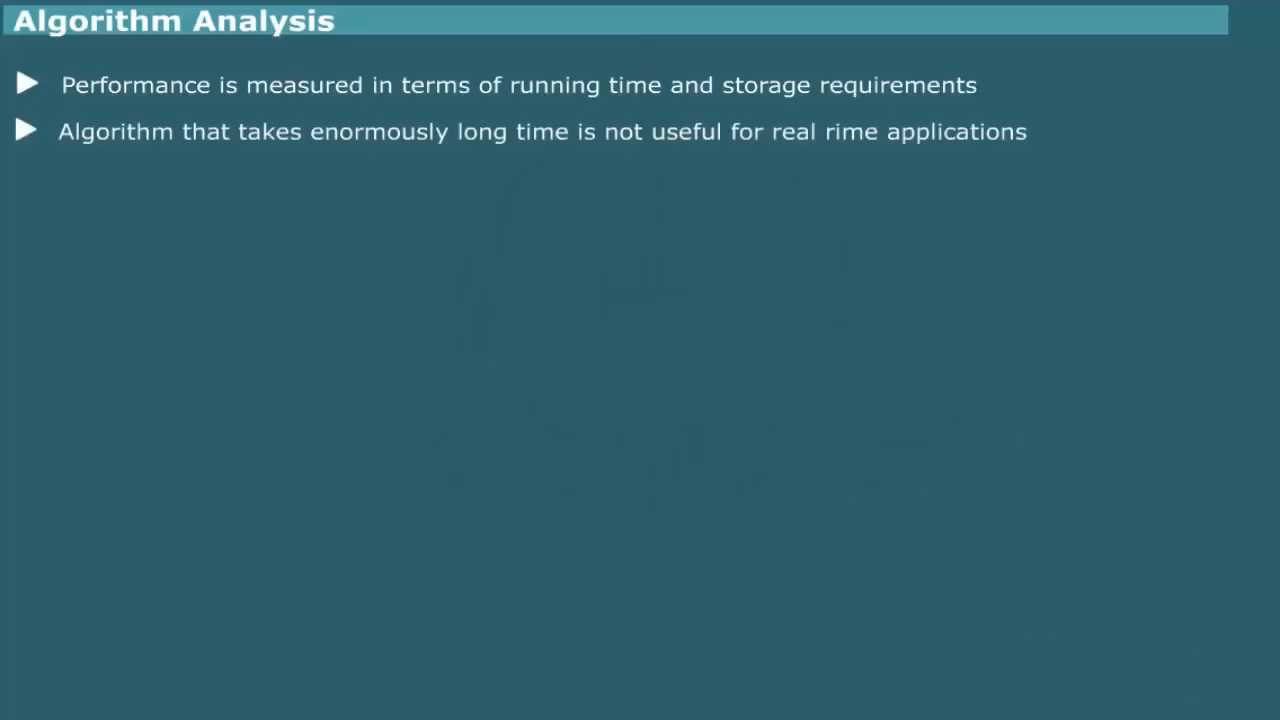 Algorithm Analysis
Performance is measured in terms of running time and storage requirements
Algorithm that takes enormously long time is not useful for real rime applications